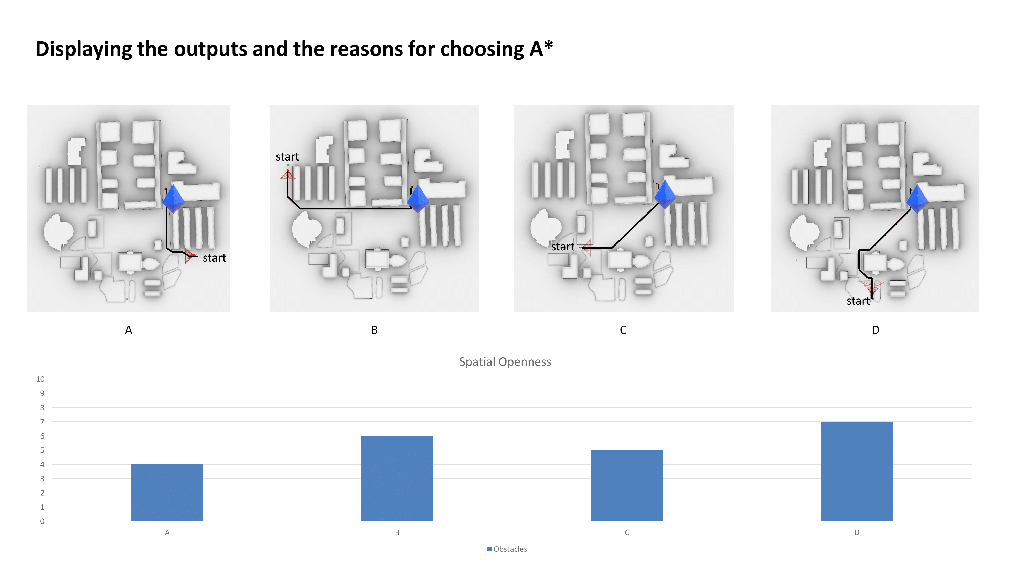 Displaying the outputs and the reasons for choosing A*
start
start
start
start
A
B
C
D
Spatial Openness
10
9
8
7
6
5
4
3
2
1
0
A
B
C
D
Obstacles